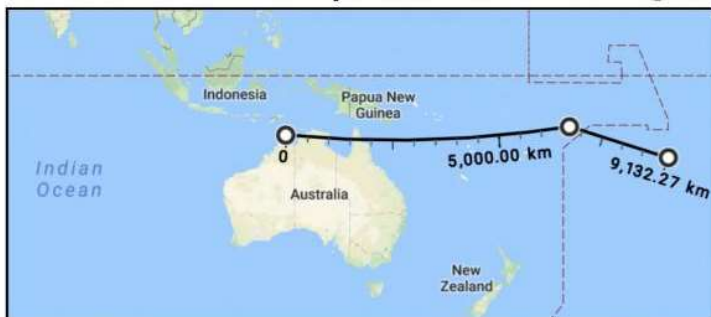 Indonesia
Papua New
Guinea
0
5,000.00 km
9,132.27 km
Indian
Ocean
Australia
New
Zealand